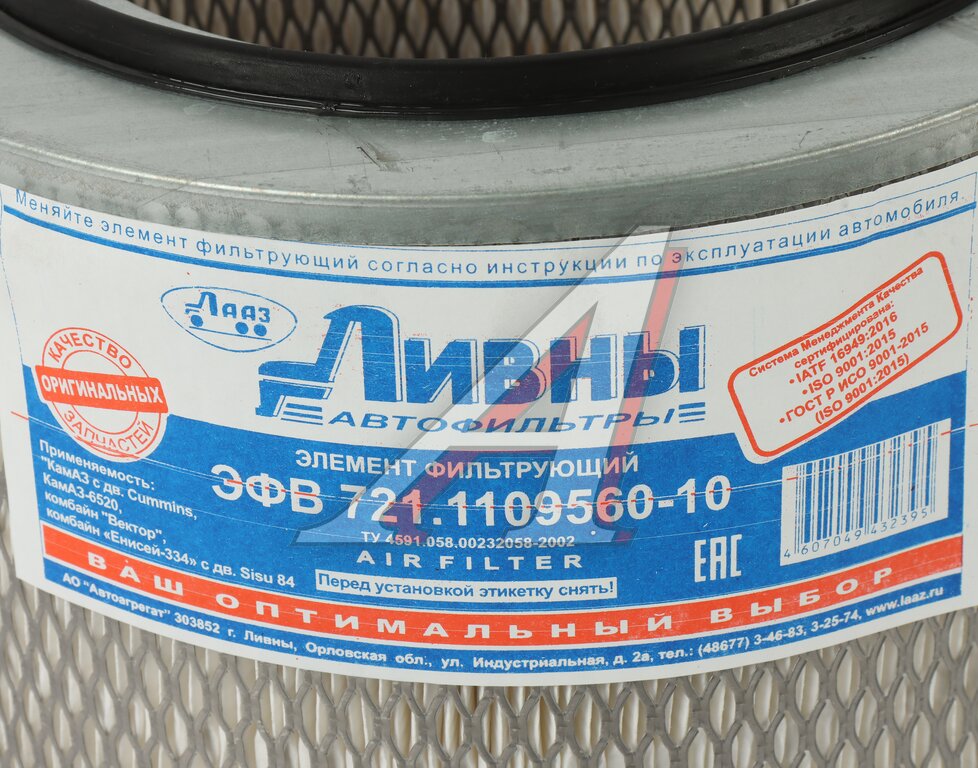 Меняйте элемент фильтрующий согласно инструкции по эксплуатации автомобиля.
ЛААЗ
ЛИВНЫ
АВТОФИЛЬТРЫ
КАЧЕСТВО
ОРИГИНАЛЬНЫХ
ЗАПЧАСТЕЙ
Система Менеджмента Качества
сертифицирована:
•IATF 16949:2016
•ISO 9001:2015
•ГОСТ Р ИСО 9001-2015
(ISO 9001:2015)
ЭЛЕМЕНТ ФИЛЬТРУЮЩИЙ
ЭФВ 721.1109560-10
ТУ 4591.058.00232058-2002
AIR FILTER
Перед установкой этикетку снять!
Применяемость:
"КамАЗ с дв. Cummins,
КамАЗ-6520,
комбайн "Вектор",
комбайн «Енисей-334» с дв. Sisu 84
EAC
4607049432395
ВАШ ОПТИМАЛЬНЫЙ ВЫБОР
АО "Автоагрегат" 303852 г. Ливны, Орловская обл., ул. Индустриальная, д. 2а, тел.: (48677) 3-46-83, 3-25-74, www.laaz.ru